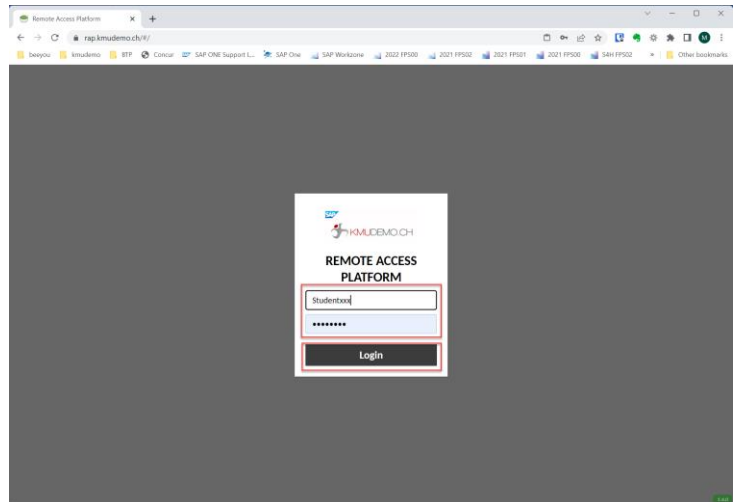 Remote Access Platform
rap.kmudemo.ch/#/
beeyou kmudemo BTP Concur SAP ONE Support L... SAP One SAP Workzone 2022 FPS00 2021 FPS02 2021 FPS01 2021 FPS00 S4H FPS02 » Other bookmarks
SAP
KMUDEMO.CH
REMOTE ACCESS
PLATFORM
Studentxxx
Login